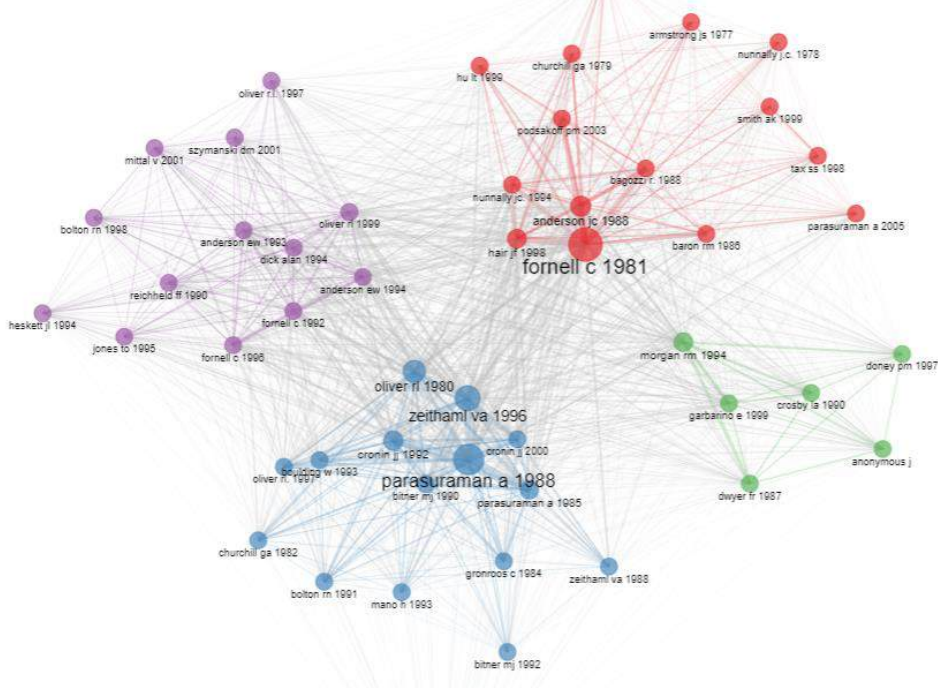 armstrong js 1977
nunnally j.c. 1978
churchill ga 1979
hu lt 1999
oliver r.l. 1997
smith ak 1999
podsakoff pm 2003
szymanski dm 2001
mittal v 2001
tax ss 1998
bagozzi r. 1988
nunnally jc. 1994
anderson jc 1988
parasuraman a 2005
oliver rl 1999
bolton rn 1998
anderson ew 1993
baron rm 1986
hair jf 1998
dick alan 1994
fornell c 1981
anderson ew 1994
reichheld ff 1990
heskett jl 1994
fornell c 1992
jones to 1995
fornell c 1996
morgan rm 1994
doney pm 1997
oliver rl 1980
crosby la 1990
zeithaml va 1996
garbarino e 1999
cronin jj 1992
cronin jj 2000
anonymous j
boulding w 1993
oliver r. 1997
parasuraman a 1988
bitner mj 1990
dwyer fr 1987
parasuraman a 1985
churchill ga 1982
gronroos c 1984
zeithaml va 1988
bolton rn 1991
mano h 1993
bitner mj 1992